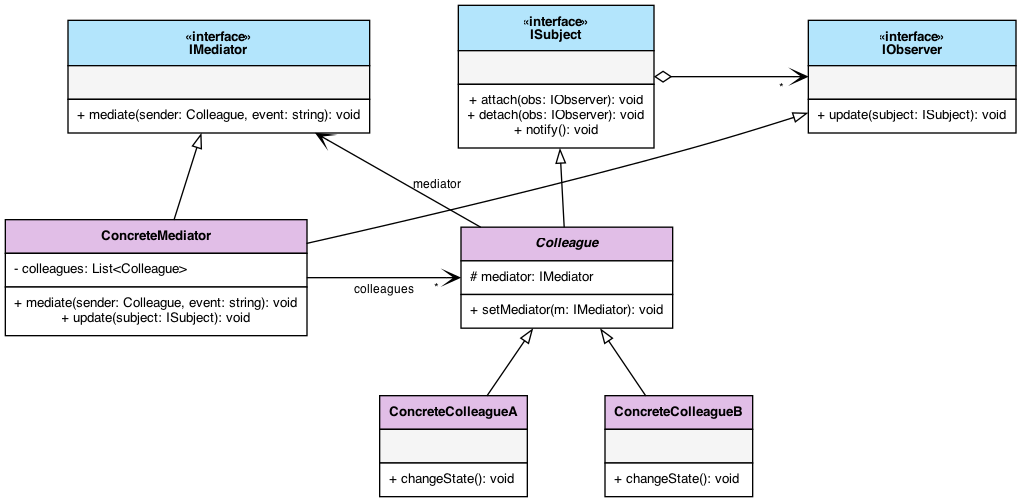 «interface»
IMediator
+ mediate(sender: Colleague, event: string): void
«interface»
ISubject
+ attach(obs: IObserver): void
+ detach(obs: IObserver): void
+ notify(): void
«interface»
IObserver
+ update(subject: ISubject): void
*
mediator
ConcreteMediator
- colleagues: List<Colleague>
+ mediate(sender: Colleague, event: string): void
+ update(subject: ISubject): void
colleagues
*
Colleague
# mediator: IMediator
+ setMediator(m: IMediator): void
ConcreteColleagueA
+ changeState(): void
ConcreteColleagueB
+ changeState(): void